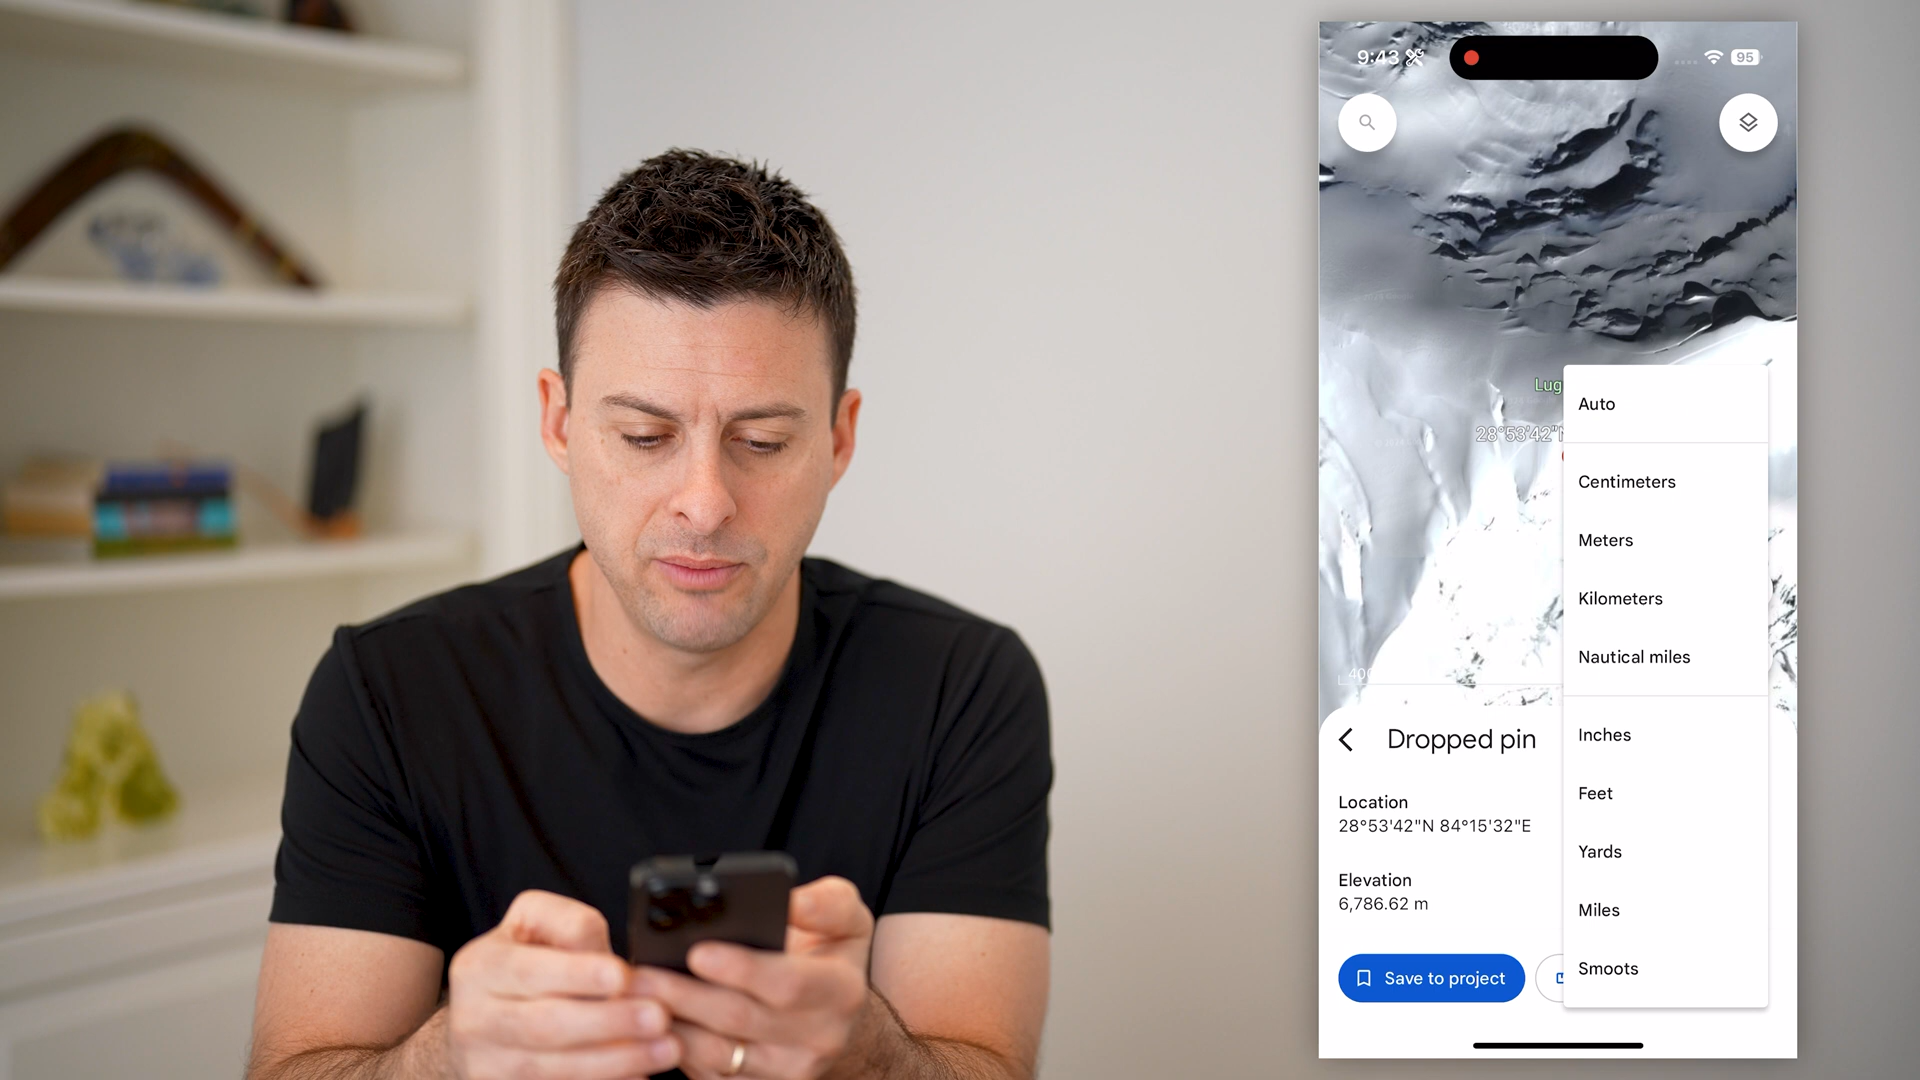 9:43
95
Lug
28°53'42"N
400
Auto
Centimeters
Meters
Kilometers
Nautical miles
Inches
Feet
Yards
Miles
Smoots
Dropped pin
Location
28°53'42"N 84°15'32"E
Elevation
6,786.62 m
Save to project